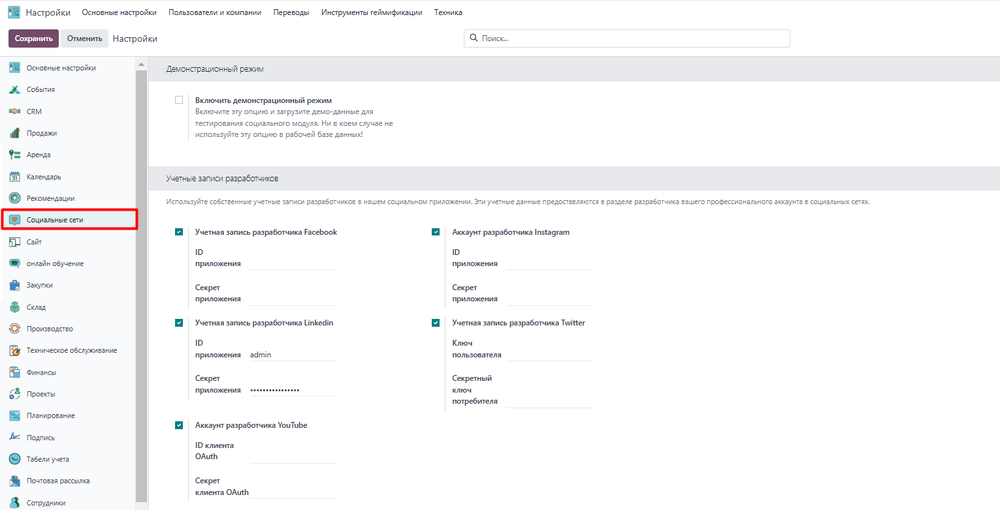 Настройки Основные настройки Пользователи и компании Переводы Инструменты геймификации Техника
Сохранить Отменить Настройки Поиск...
Основные настройки
События
CRM
Продажи
Аренда
31
Календарь
Рекомендации
Социальные сети
Сайт
онлайн обучение
Закупки
Склад
Производство
Техническое обслуживание
Финансы
Проекты
Планирование
Подпись
Табели учета
Почтовая рассылка
Сотрудники
Демонстрационный режим
Включить демонстрационный режим
Включите эту опцию и загрузите демо-данные для
тестирования социального модуля. Ни в коем случае не
используйте эту опцию в рабочей базе данных!
Учетные записи разработчиков
Используйте собственные учетные записи разработчиков в нашем социальном приложении. Эти учетные данные предоставляются в разделе разработчика вашего профессионального аккаунта в социальных сетях.
Учетная запись разработчика Facebook
ID
приложения
Секрет
приложения
Аккаунт разработчика Instagram
ID
приложения
Секрет
приложения
Учетная запись разработчика Linkedin
ID
приложения admin
Секрет
приложения •••••••••••••••
Учетная запись разработчика Twitter
Ключ
пользователя
Секретный
ключ
потребителя
Аккаунт разработчика YouTube
ID клиента
OAuth
Секрет
клиента OAuth